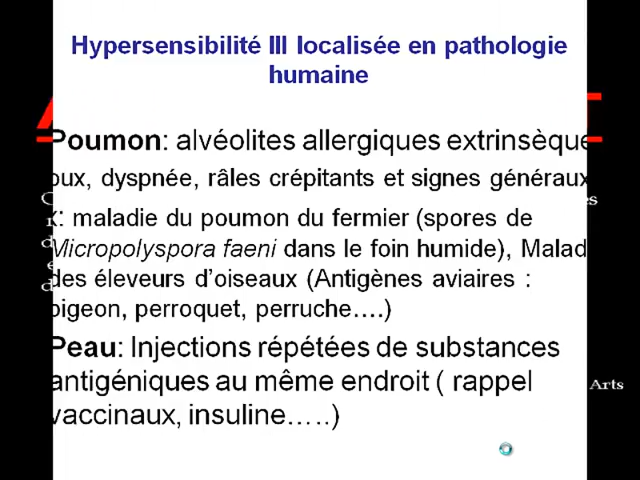 Hypersensibilité III localisée en pathologie
humaine
Poumon: alvéolites allergiques extrinsèque
oux, dyspnée, râles crépitants et signes généraux
: maladie du poumon du fermier (spores de
Micropolyspora faeni dans le foin humide), Malad
des éleveurs d'oiseaux (Antigènes aviaires :
pigeon, perroquet, perruche....)
Peau: Injections répétées de substances
antigéniques au même endroit ( rappel
Arts
vaccinaux, insuline.....)